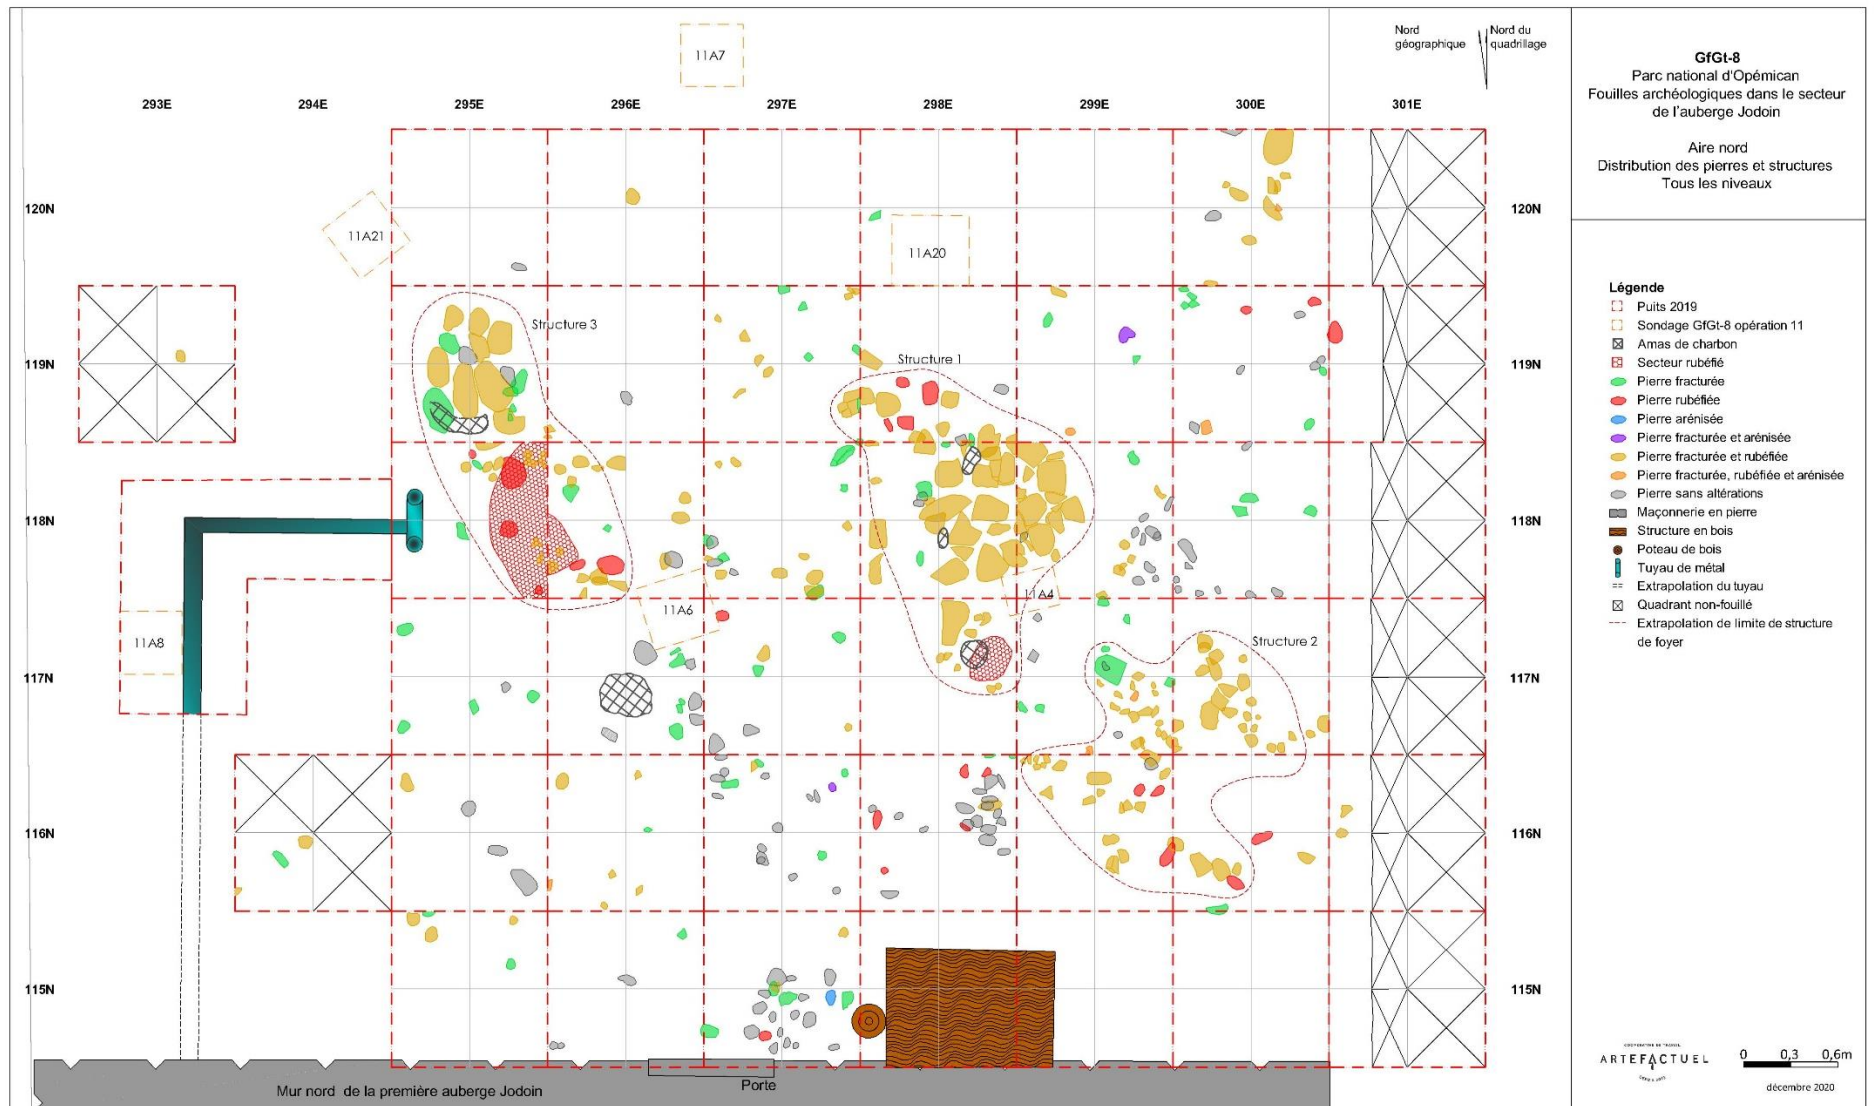 11A7
Nord
géographique
Nord du
quadrillage
293E 294E 295E 296E 297E 298E 299E 300E 301E
120N
11A21
11A20
120N
Structure 3
119N
Structure 1
119N
118N
118N
11A8
11A6
11A4
Structure 2
117N
117N
116N
116N
115N
115N
Mur nord de la première auberge Jodoin
Porte
GfGt-8
Parc national d'Opémican
Fouilles archéologiques dans le secteur
de l'auberge Jodoin
Aire nord
Distribution des pierres et structures
Tous les niveaux
Légende
Puits 2019
Sondage GfGt-8 opération 11
Amas de charbon
Secteur rubéfié
Pierre fracturée
Pierre rubéfiée
Pierre arénisée
Pierre fracturée et arénisée
Pierre fracturée et rubéfiée
Pierre fracturée, rubéfiée et arénisée
Pierre sans altérations
Maçonnerie en pierre
Structure en bois
Poteau de bois
Tuyau de métal
Extrapolation du tuyau
Quadrant non-fouillé
Extrapolation de limite de structure
de foyer
ARTEFACTUEL
0 0,3 0,6m
décembre 2020